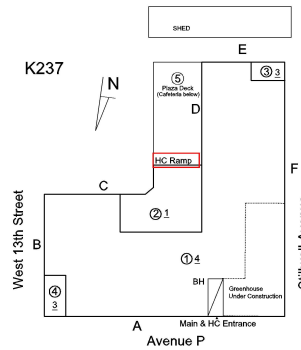 SHED
K237
E
N
⑤
Plaza Deck
(Cafeteria below)
③ 3
D
HC Ramp
F
C
② 1
West 13th Street
B
① 4
④
3
BH
Greenhouse
Under Construction
A
Main & HC Entrance
Avenue P